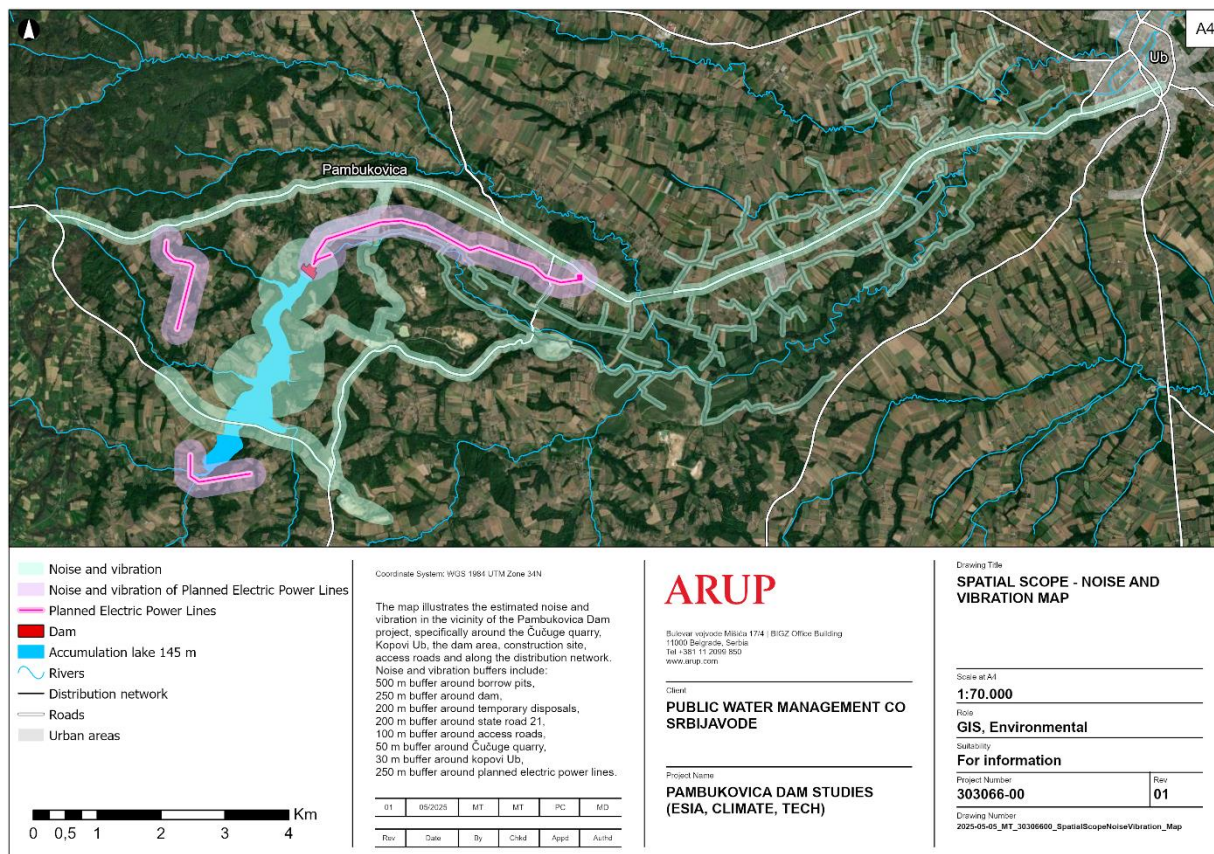 A4
Ub
Pambukovica
Noise and vibration
Noise and vibration of Planned Electric Power Lines
Planned Electric Power Lines
Dam
Accumulation lake 145 m
Rivers
Distribution network
Roads
Urban areas
Km
0 0,5 1 2 3 4
Coordinate System: WGS 1984 UTM Zone 34N
The map illustrates the estimated noise and
vibration in the vicinity of the Pambukovica Dam
project, specifically around the Čučuge quarry,
Kopovi Ub, the dam area, construction site,
access roads and along the distribution network.
Noise and vibration buffers include:
500 m buffer around borrow pits,
250 m buffer around dam,
200 m buffer around temporary disposals,
200 m buffer around state road 21,
100 m buffer around access roads,
50 m buffer around Čučuge quarry,
30 m buffer around kopovi Ub,
250 m buffer around planned electric power lines.
01 05/2025 MT MT PC MD
Rev Date By Chkd Appd Authd
ARUP
Bulevar vojvode Mišića 17/4 | BIGZ Office Building
11000 Belgrade, Serbia
Tel +381 11 2099 850
www.arup.com
Client
PUBLIC WATER MANAGEMENT CO
SRBIJAVODE
Project Name
PAMBUKOVICA DAM STUDIES
(ESIA, CLIMATE, TECH)
Drawing Title
SPATIAL SCOPE - NOISE AND
VIBRATION MAP
Scale at A4
1:70.000
Role
GIS, Environmental
Suitability
For information
Project Number Rev
303066-00 01
Drawing Number
2025-05-05_MT_30306600_SpatialScopeNoiseVibration_Map